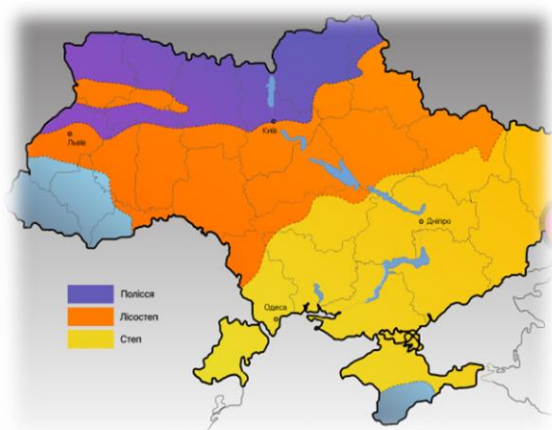 Київ
Львів
Дніпро
Одеса
Полісся
Лісостеп
Степ